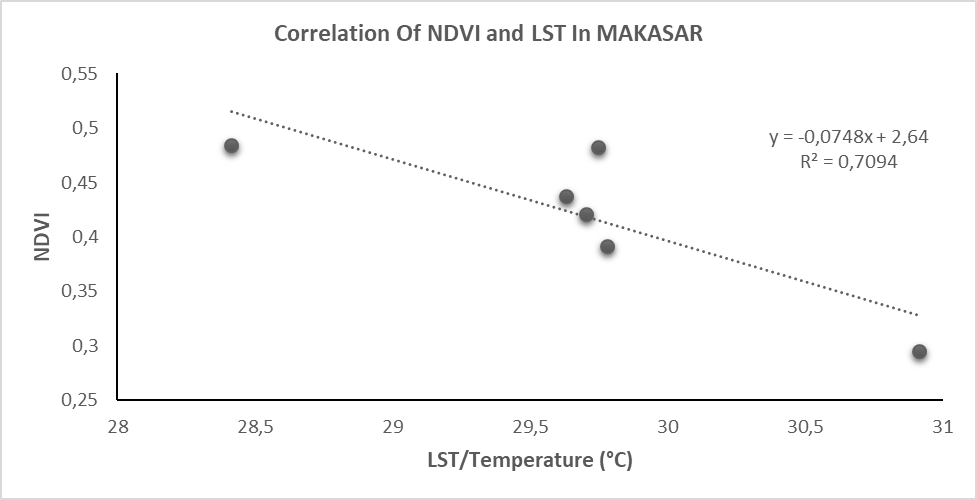 Correlation Of NDVI and LST In MAKASAR
0,55
0,5
0,45
0,4
0,35
0,3
0,25
NDVI
y = -0,0748x + 2,64
R² = 0,7094
28
28,5
29
29,5
30
30,5
31
LST/Temperature (°C)